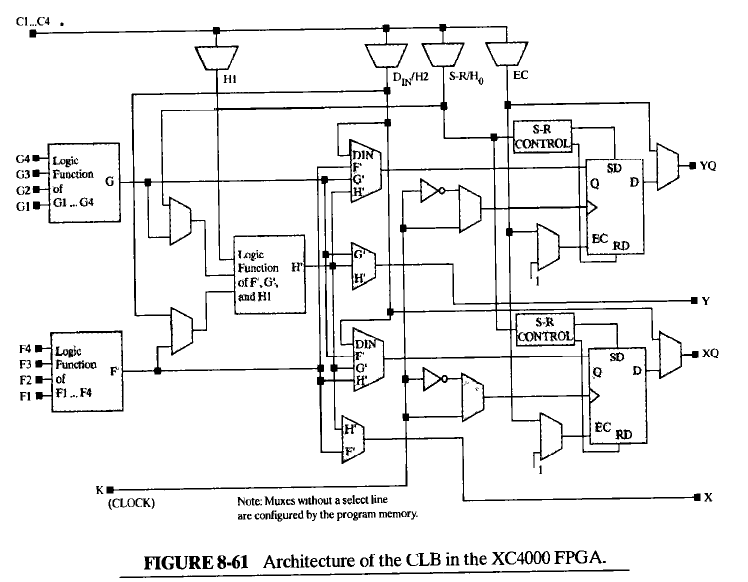 C1...C4
H1
D_IN/H2
S-R/H_0
EC
S-R
CONTROL
G4
G3
G2
G1
Logic
Function
of
G1 ... G4
G
DIN
F'
G'
H'
SD
Q
D
EC
RD
1
YQ
Logic
Function
of F', G',
and H1
H'
G'
H'
Y
S-R
CONTROL
F4
F3
F2
F1
Logic
Function
of
F1 ... F4
F'
DIN
F'
G'
H'
SD
Q
D
EC
RD
1
XQ
H'
F'
K
(CLOCK)
Note: Muxes without a select line
are configured by the program memory.
X
FIGURE 8-61 Architecture of the CLB in the XC4000 FPGA.